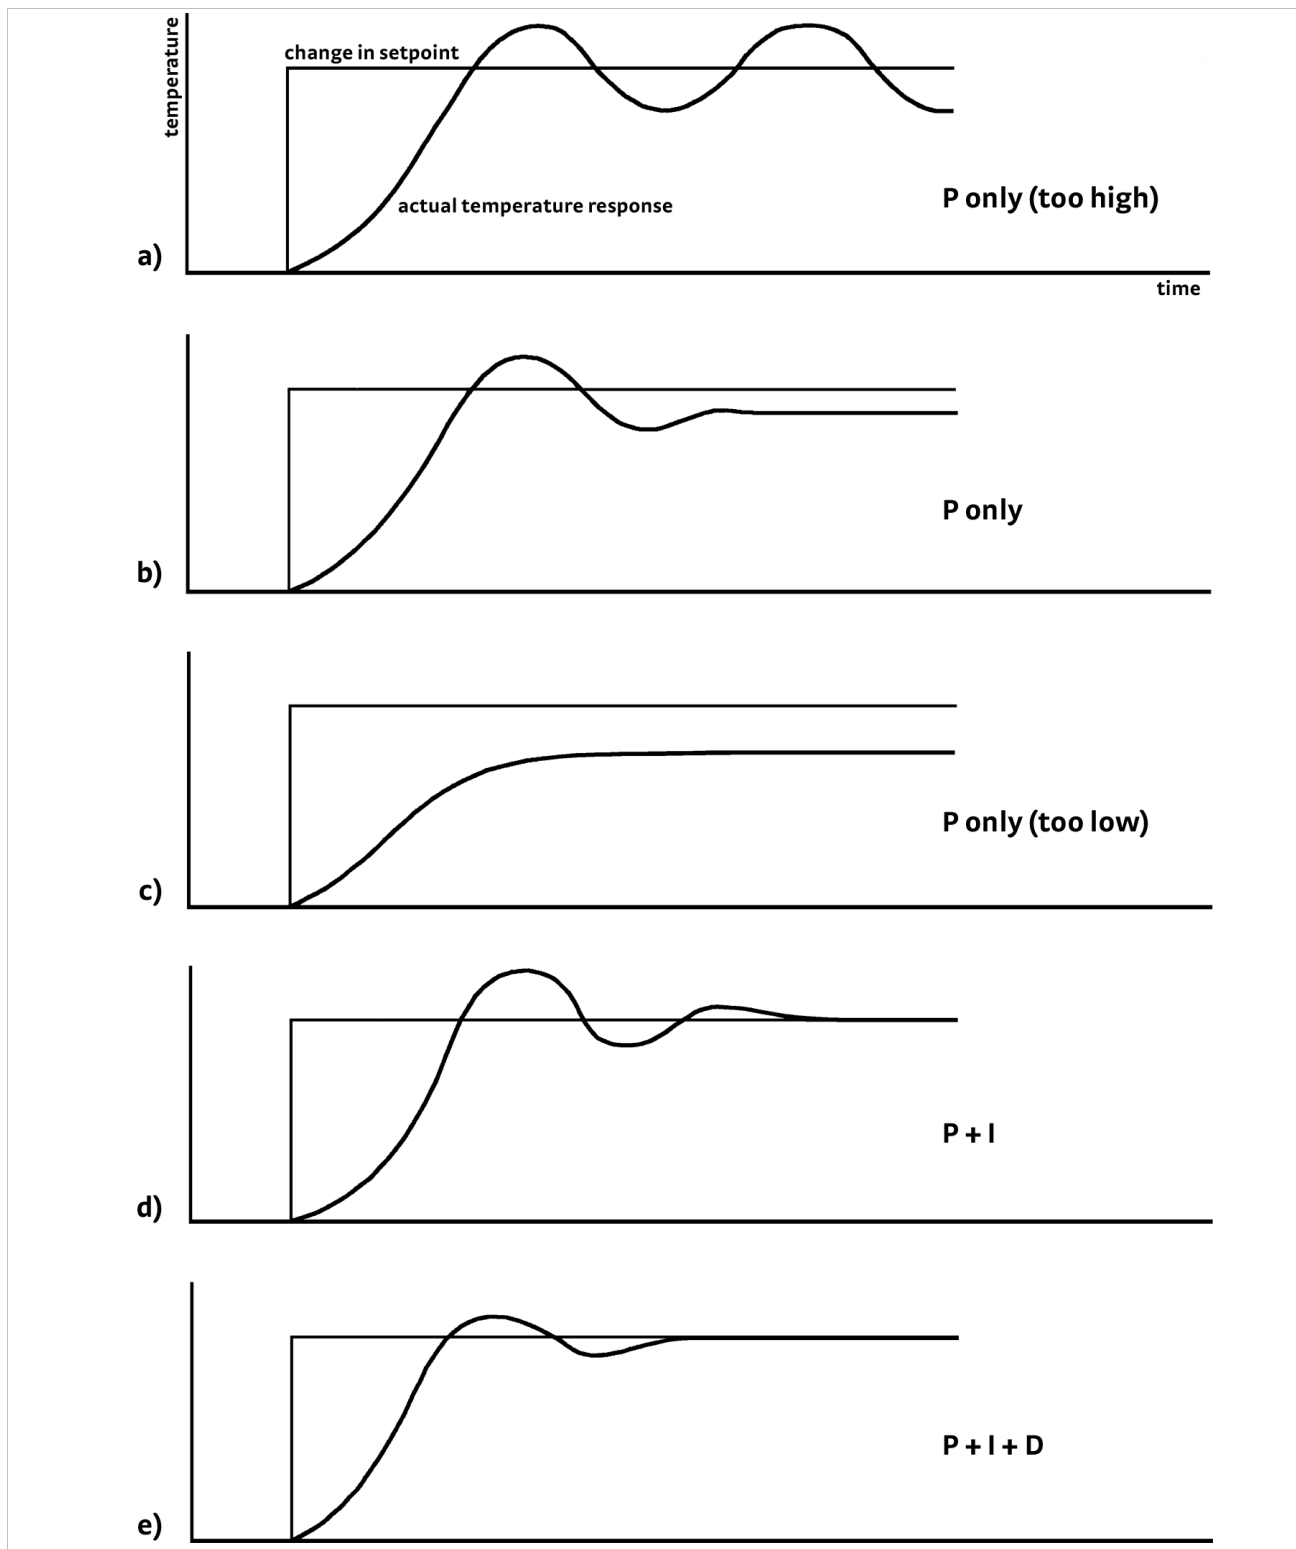 temperature
change in setpoint
actual temperature response
P only (too high)
a)
time
P only
b)
P only (too low)
c)
P + I
d)
P + I + D
e)